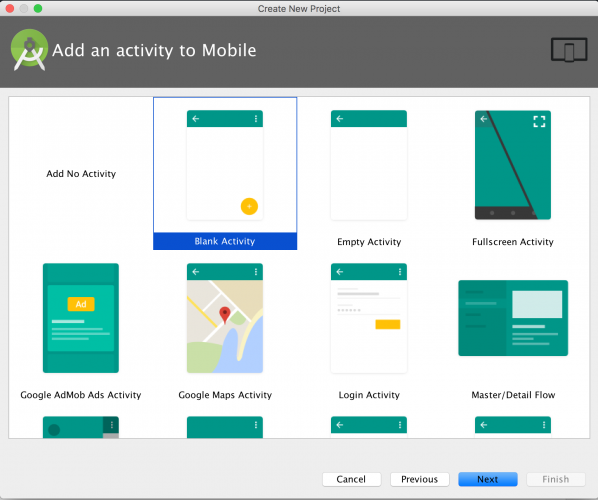 Create New Project
Add an activity to Mobile
Add No Activity
Blank Activity
Empty Activity
Fullscreen Activity
Ad
Google AdMob Ads Activity
Google Maps Activity
Login Activity
Master/Detail Flow
Cancel
Previous
Next
Finish